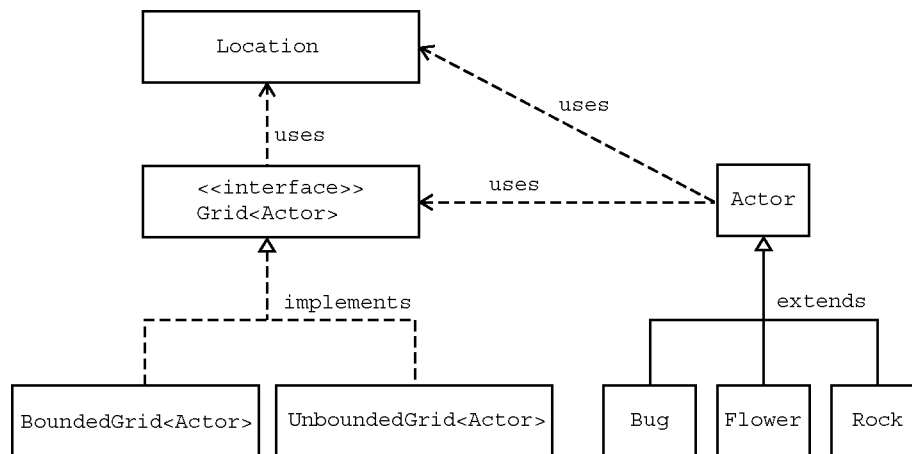 Location
uses
uses
<<interface>>
Grid<Actor>
uses
Actor
implements
extends
BoundedGrid<Actor>
UnboundedGrid<Actor>
Bug
Flower
Rock